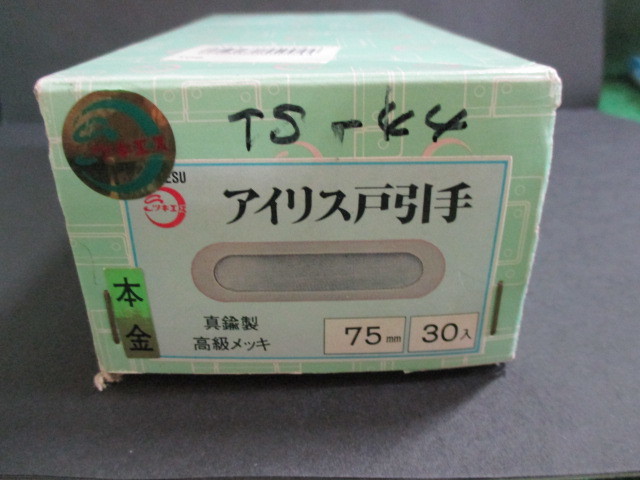 TS-44
アイリス戸引手
本金
真鍮製
高級メッキ
75mm
30入